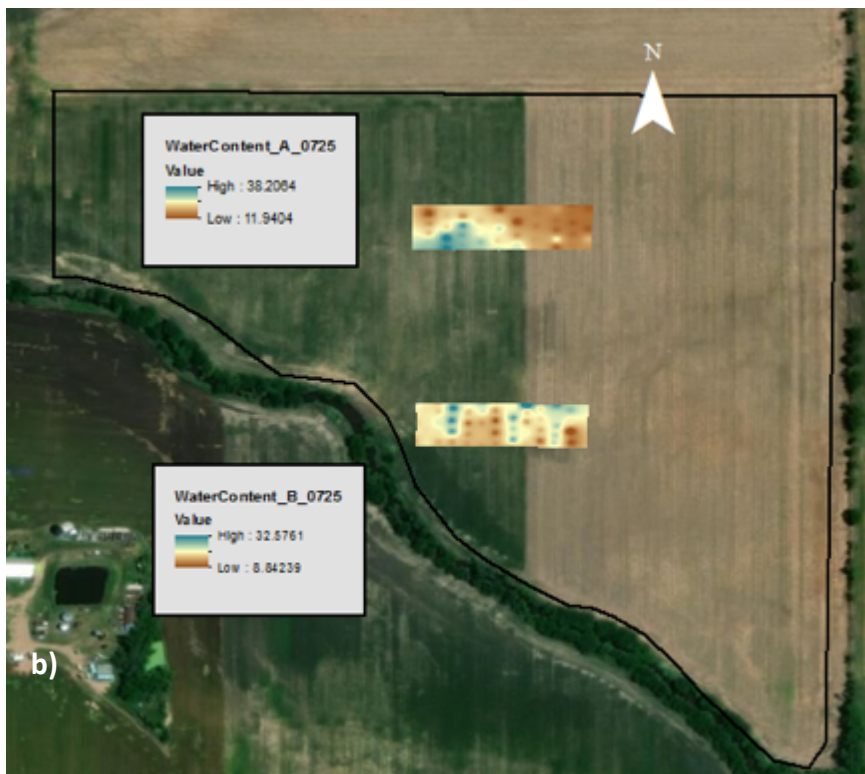 N
WaterContent_A_0725
Value
High : 38.2064
Low : 11.9404
WaterContent_B_0725
Value
High : 32.5761
Low : 8.84239
b)